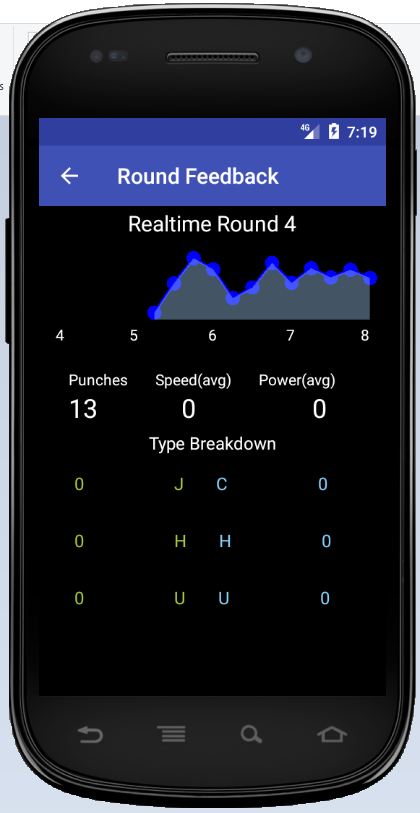 s
4G 7:19
Round Feedback
Realtime Round 4
4 5 6 7 8
Punches Speed(avg) Power(avg)
13 0 0
Type Breakdown
0 J C 0
0 H H 0
0 U U 0